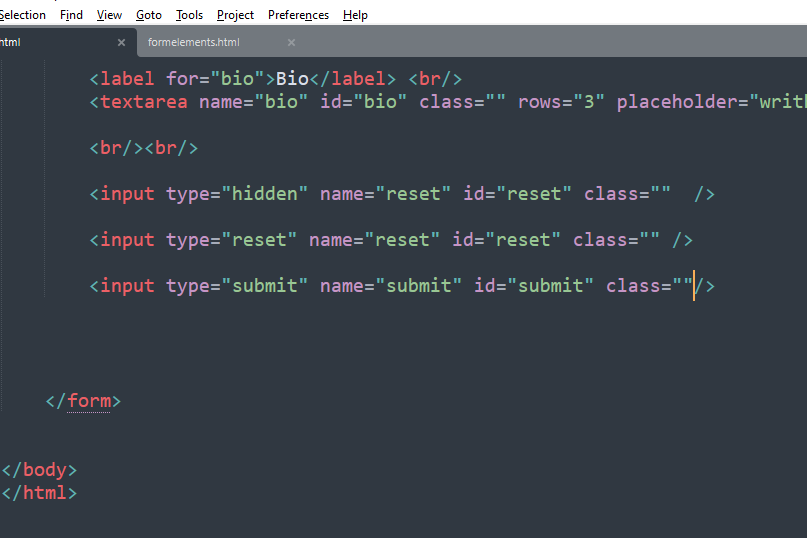 Selection Find View Goto Tools Project Preferences Help
html × formelements.html ×
<label for="bio">Bio</label> <br/>
<textarea name="bio" id="bio" class="" rows="3" placeholder="writ
<br/><br/>
<input type="hidden" name="reset" id="reset" class=""  />
<input type="reset" name="reset" id="reset" class="" />
<input type="submit" name="submit" id="submit" class=""/>
</form>
</body>
</html>